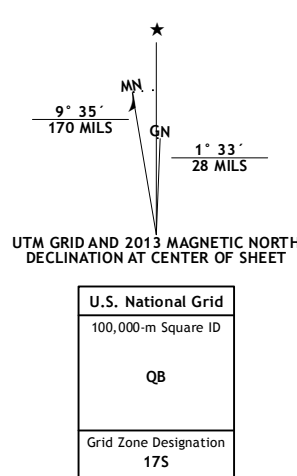 ★
MN
9° 35´
170 MILS
GN
1° 33´
28 MILS
UTM GRID AND 2013 MAGNETIC NORTH
DECLINATION AT CENTER OF SHEET
U.S. National Grid
100,000-m Square ID
QB
Grid Zone Designation
17S